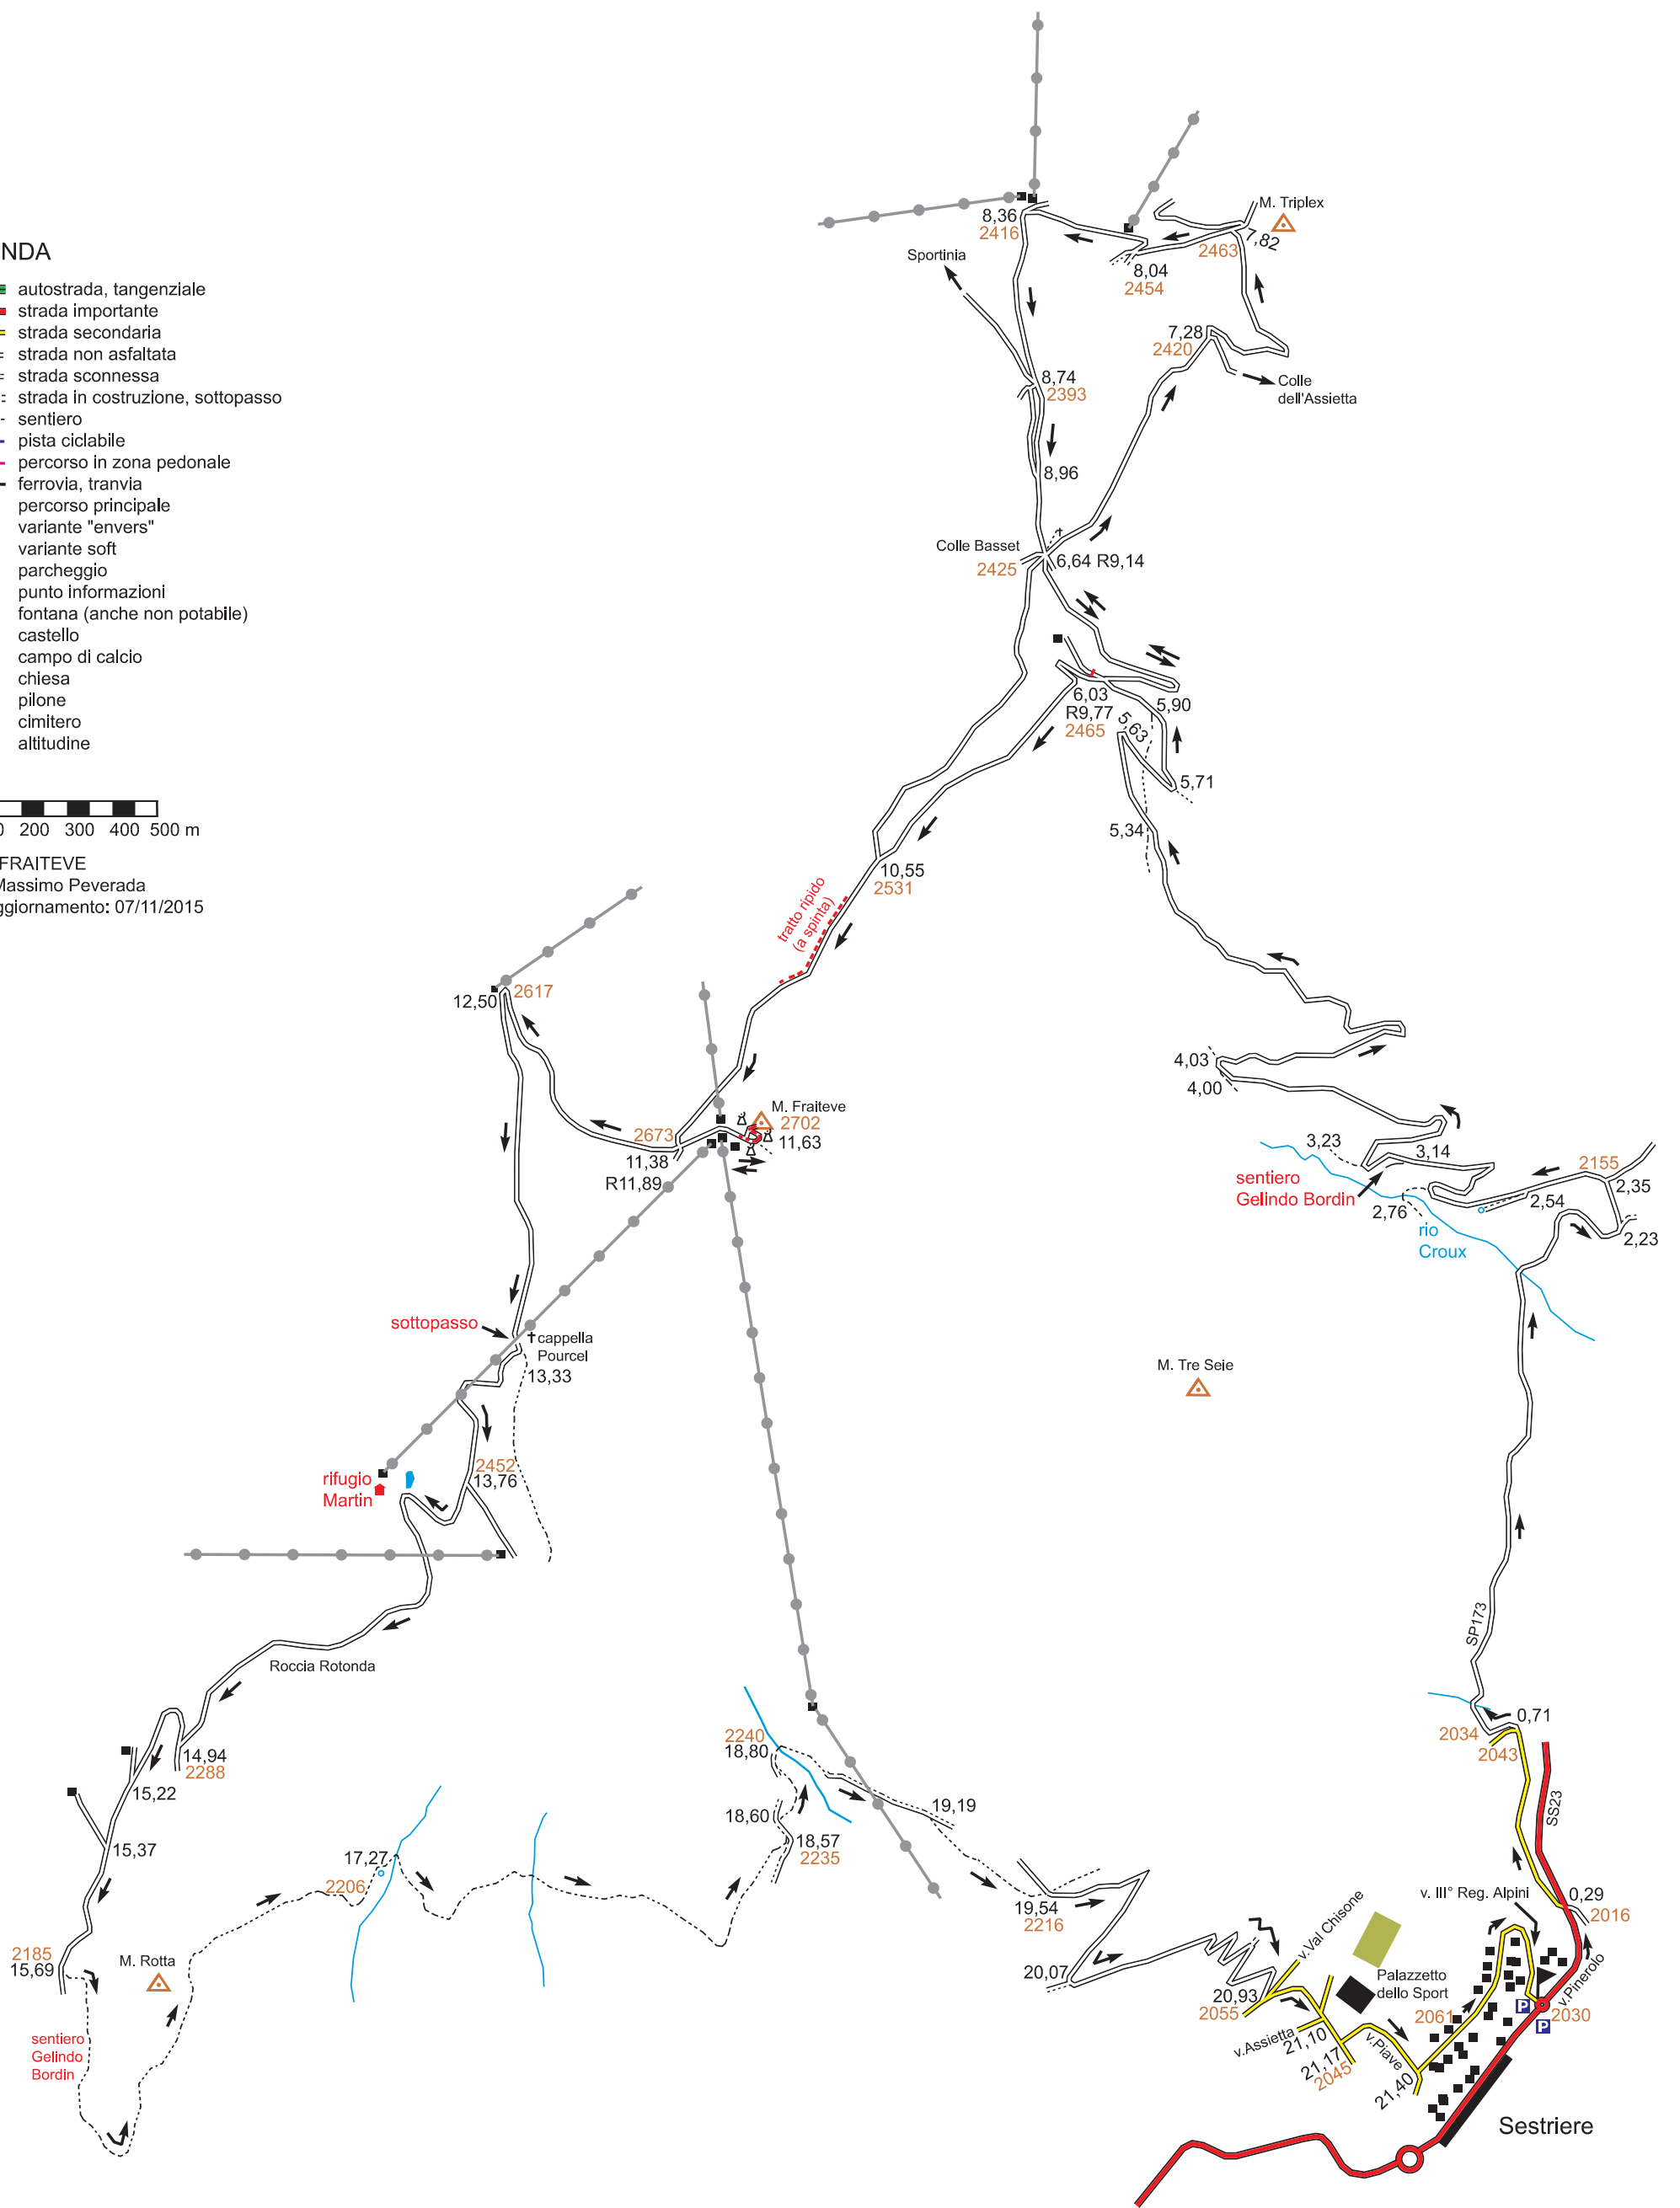 NDA
autostrada, tangenziale
strada importante
strada secondaria
strada non asfaltata
strada sconnessa
strada in costruzione, sottopasso
sentiero
pista ciclabile
percorso in zona pedonale
ferrovia, tranvia
percorso principale
variante "envers"
variante soft
parcheggio
punto informazioni
fontana (anche non potabile)
castello
campo di calcio
chiesa
pilone
cimitero
altitudine
0 200 300 400 500 m
FRAITEVE
Massimo Peverada
ggiornamento: 07/11/2015
M. Triplex
8,36
2416
2463
7,82
Sportinia
8,04
2454
7,28
2420
8,74
2393
Colle
dell'Assietta
8,96
Colle Basset
2425
6,64 R9,14
6,03
R9,77
2465
5,90
5,63
5,71
5,34
10,55
2531
tratto ripido
(a spinta)
12,50
2617
4,03
4,00
M. Fraiteve
2702
2673
11,63
11,38
R11,89
3,23
3,14
sentiero
Gelindo Bordin
2155
2,35
2,54
2,76
rio
Croux
2,23
sottopasso
cappella
Pourcel
13,33
M. Tre Seie
2452
13,76
rifugio
Martin
SP173
Roccia Rotonda
0,71
2034
2043
2240
18,80
14,94
2288
15,22
SS23
18,60
19,19
15,37
18,57
2235
17,27
2206
v. III° Reg. Alpini
0,29
2016
19,54
2216
v.Val Chisone
2185
15,69
M. Rotta
20,07
Palazzetto
dello Sport
v.Pinerolo
20,93
2055
P
2061
2030
P
sentiero
Gelindo
Bordin
v.Assietta
21,10
v.Piave
21,17
2045
21,40
Sestriere